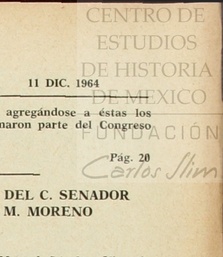 CENTRO DE
ESTUDIOS
DE HISTORIA
DE MEXICO
FUNDACIÓN
Carlos Slim
11 DIC. 1964
agregándose a éstas los
maron parte del Congreso
Pág. 20
DEL C. SENADOR
M. MORENO